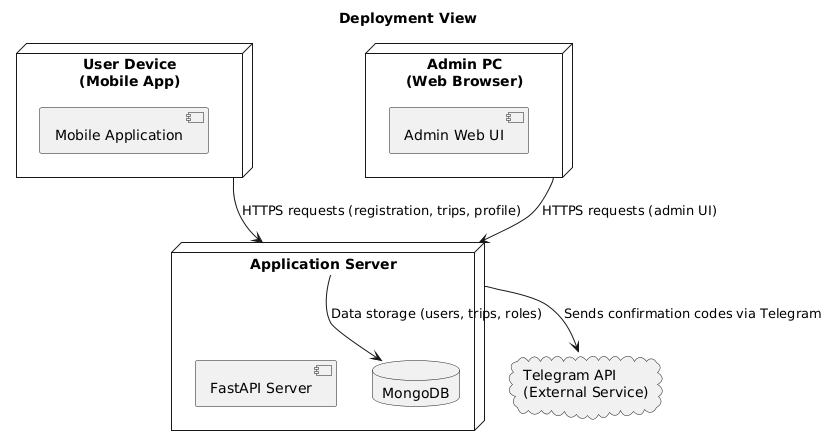 Deployment View
User Device
(Mobile App)
Mobile Application
Admin PC
(Web Browser)
Admin Web UI
HTTPS requests (registration, trips, profile)
HTTPS requests (admin UI)
Application Server
Data storage (users, trips, roles)
Sends confirmation codes via Telegram
FastAPI Server
MongoDB
Telegram API
(External Service)